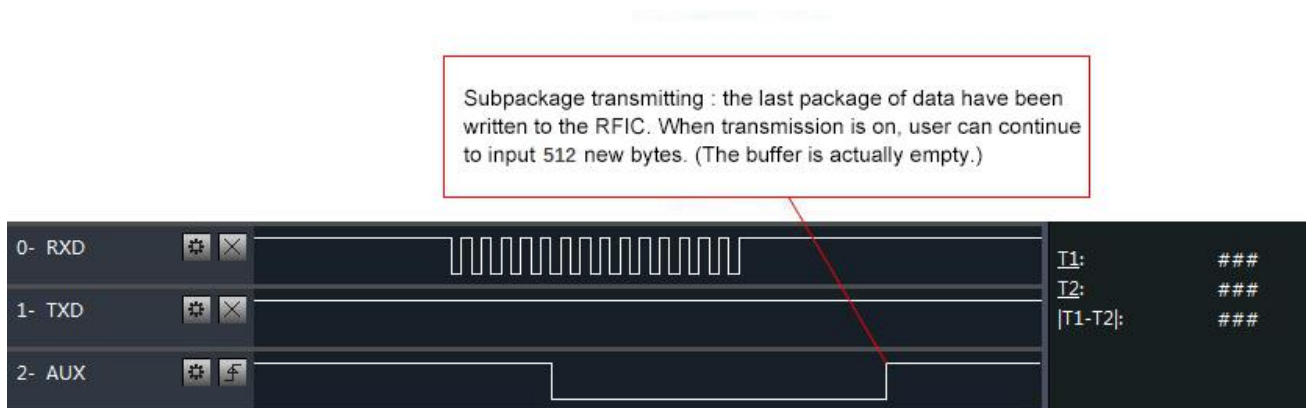 Subpackage transmitting : the last package of data have been
written to the RFIC. When transmission is on, user can continue
to input 512 new bytes. (The buffer is actually empty.)
0- RXD
T1: ###
T2: ###
1- TXD
|T1-T2|: ###
2- AUX